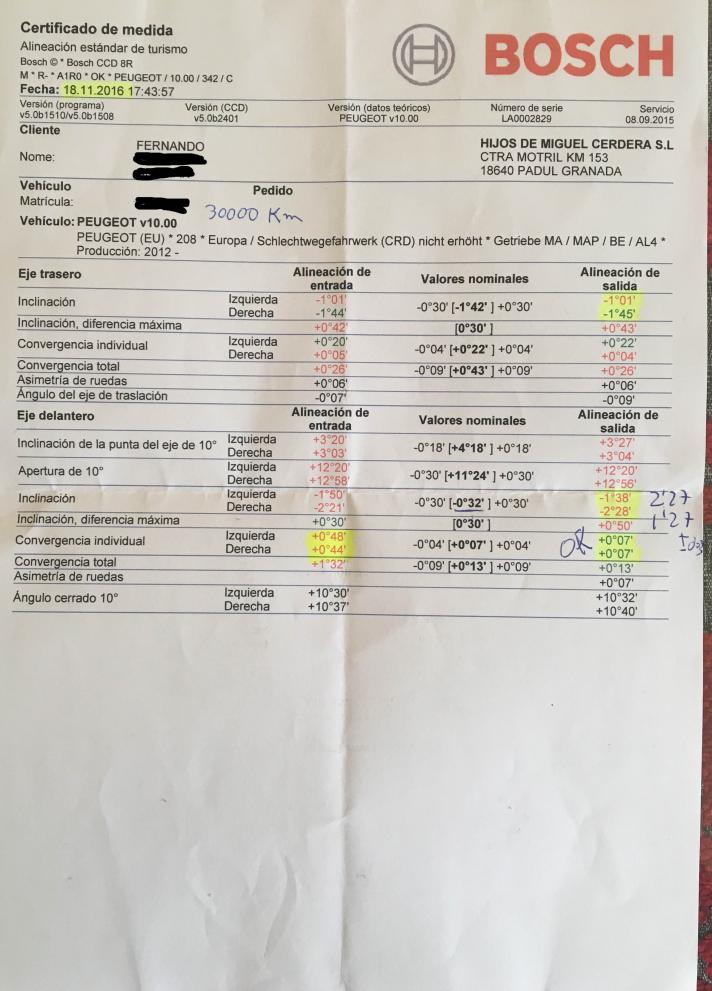 Certificado de medida
BOSCH
Alineación estándar de turismo
Bosch © * Bosch CCD 8R
M * R- * A1R0 * OK * PEUGEOT / 10.00 / 342 / C
Fecha: 18.11.2016 17:43:57
Versión (programa) Versión (CCD) Versión (datos teóricos) Número de serie Servicio
v5.0b1510/v5.0b1508 v5.0b2401 PEUGEOT v10.00 LA0002829 08.09.2015
Cliente
FERNANDO HIJOS DE MIGUEL CERDERA S.L
Nome: CTRA MOTRIL KM 153
18640 PADUL GRANADA
Vehículo Pedido
Matrícula: 30000 Km
Vehículo: PEUGEOT v10.00
PEUGEOT (EU) * 208 * Europa / Schlechtwegefahrwerk (CRD) nicht erhöht * Getriebe MA / MAP / BE / AL4 *
Producción: 2012 -
Eje trasero Alineación de entrada Valores nominales Alineación de salida
Inclinación Izquierda -1°01' -0°30' [-1°42' ] +0°30' -1°01'
Derecha -1°44' -1°45'
Inclinación, diferencia máxima +0°42' [0°30' ] +0°43'
Convergencia individual Izquierda +0°20' -0°04' [+0°22' ] +0°04' +0°22'
Derecha +0°05' +0°04'
Convergencia total +0°26' -0°09' [+0°43' ] +0°09' +0°26'
Asimetría de ruedas +0°06' +0°06'
Ángulo del eje de traslación -0°07' -0°09'
Eje delantero Alineación de entrada Valores nominales Alineación de salida
Inclinación de la punta del eje de 10° Izquierda +3°20' -0°18' [+4°18' ] +0°18' +3°27'
Derecha +3°03' +3°04'
Apertura de 10° Izquierda +12°20' -0°30' [+11°24' ] +0°30' +12°20'
Derecha +12°58' +12°56'
Inclinación Izquierda -1°50' -0°30' [-0°32' ] +0°30' -1°38' 2'27
Derecha -2°21' -2°28'
Inclinación, diferencia máxima +0°30' [0°30' ] +0°50' 1'27
Convergencia individual Izquierda +0°48' -0°04' [+0°07' ] +0°04' OK +0°07'
Derecha +0°44' +0°07'
Convergencia total +1°32' -0°09' [+0°13' ] +0°09' +0°13'
Asimetría de ruedas +0°07'
Ángulo cerrado 10° Izquierda +10°30' +10°32'
Derecha +10°37' +10°40'